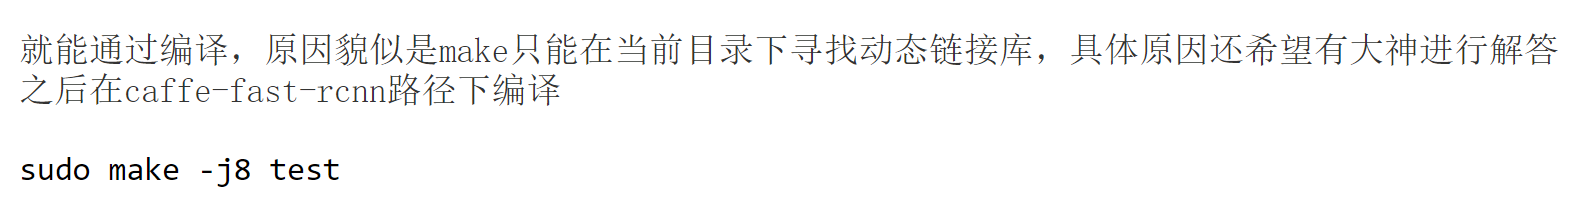 就能通过编译，原因貌似是make只能在当前目录下寻找动态链接库，具体原因还希望有大神进行解答
之后在caffe-fast-rcnn路径下编译
sudo make -j8 test